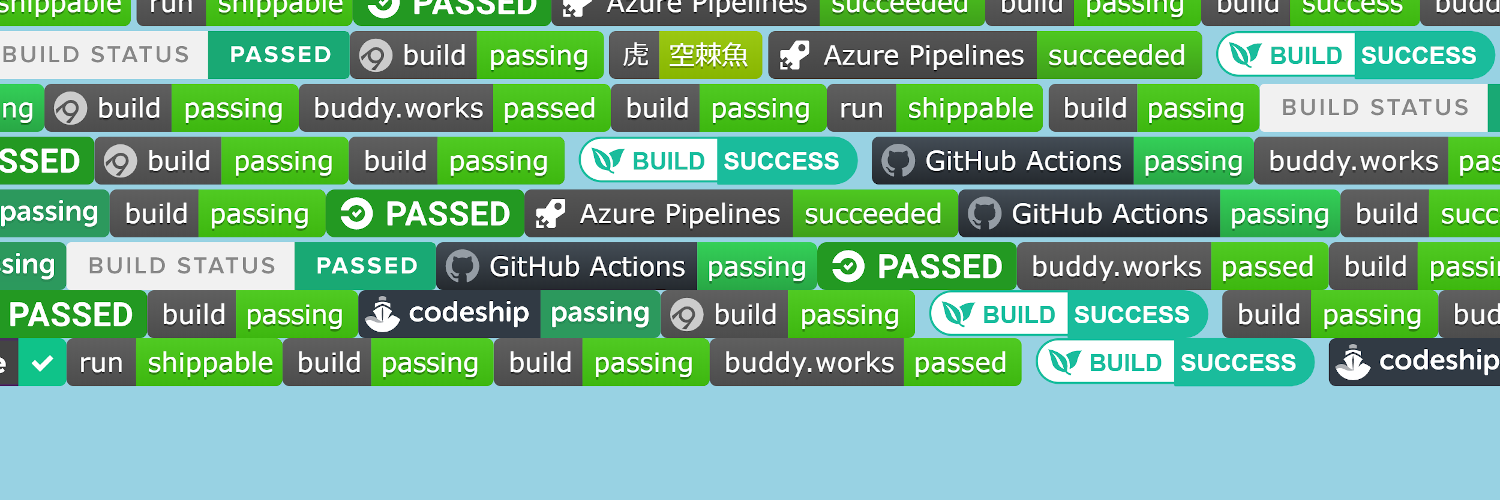 shippable run shippable PASSED Azure Pipelines succeeded build passing build success
BUILD STATUS PASSED build passing 虎 空棘魚 Azure Pipelines succeeded BUILD SUCCESS
ng build passing buddy.works passed build passing run shippable build passing BUILD STATUS
SSED build passing build passing BUILD SUCCESS GitHub Actions passing buddy.works pas
passing build passing PASSED Azure Pipelines succeeded GitHub Actions passing build succ
sing BUILD STATUS PASSED GitHub Actions passing PASSED buddy.works passed build passi
PASSED build passing codeship passing build passing BUILD SUCCESS build passing bud
e run shippable build passing build passing buddy.works passed BUILD SUCCESS codeship